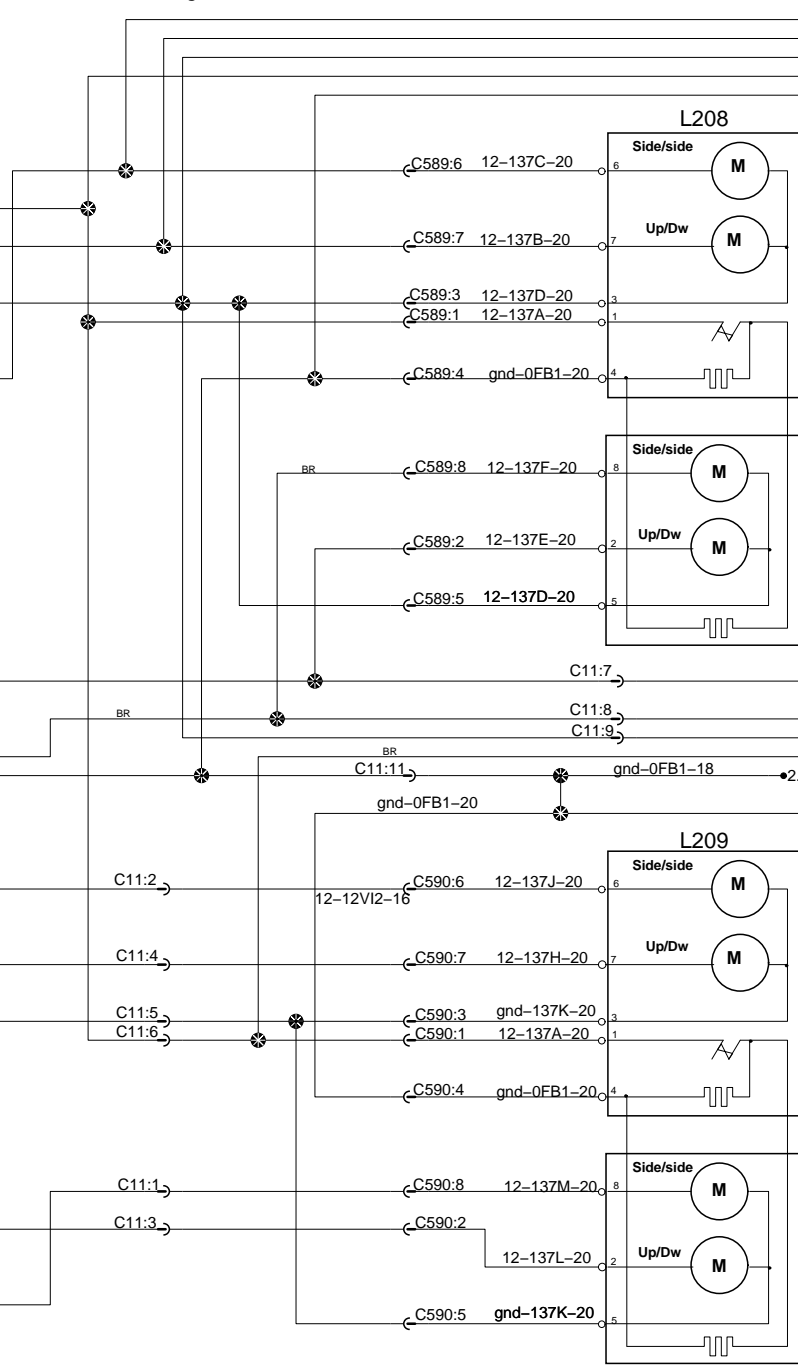 L208
Side/side
C589:6 12–137C–20 6 M
Up/Dw
C589:7 12–137B–20 7 M
C589:3 12–137D–20 3
C589:1 12–137A–20 1
C589:4 gnd–0FB1–20 4
Side/side
BR C589:8 12–137F–20 8 M
Up/Dw
C589:2 12–137E–20 2 M
C589:5 12–137D–20 5
C11:7
BR C11:8
C11:9
BR
C11:11 gnd–0FB1–18 2.
gnd–0FB1–20
L209
Side/side
C11:2 C590:6 12–137J–20 6 M
12–12VI2–16
Up/Dw
C11:4 C590:7 12–137H–20 7 M
C11:5 C590:3 gnd–137K–20 3
C11:6 C590:1 12–137A–20 1
C590:4 gnd–0FB1–20 4
Side/side
C11:1 C590:8 12–137M–20 8 M
C11:3 C590:2
Up/Dw
12–137L–20 2 M
C590:5 gnd–137K–20 5